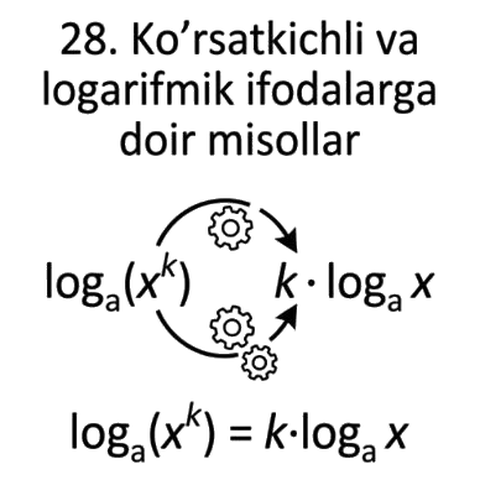 28. Ko’rsatkichli va
logarifmik ifodalarga
doir misollar
logₐ(xᵏ) k · logₐ x
logₐ(xᵏ) = k·logₐ x